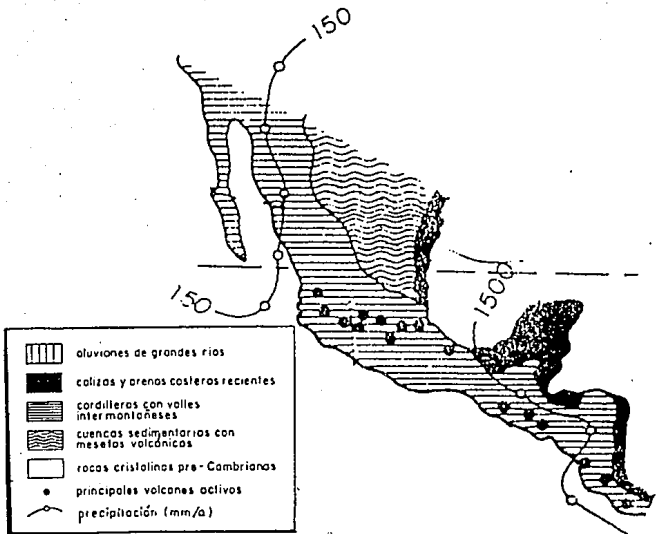 150
150
1500
aluviones de grandes rios
calizas y arenas costeras recientes
cordilleras con valles
intermontañeses
cuencas sedimentarias con
mesetas volcánicas
rocas cristalinas pre-Cambrianas
principales volcanes activos
precipitación (mm/a)